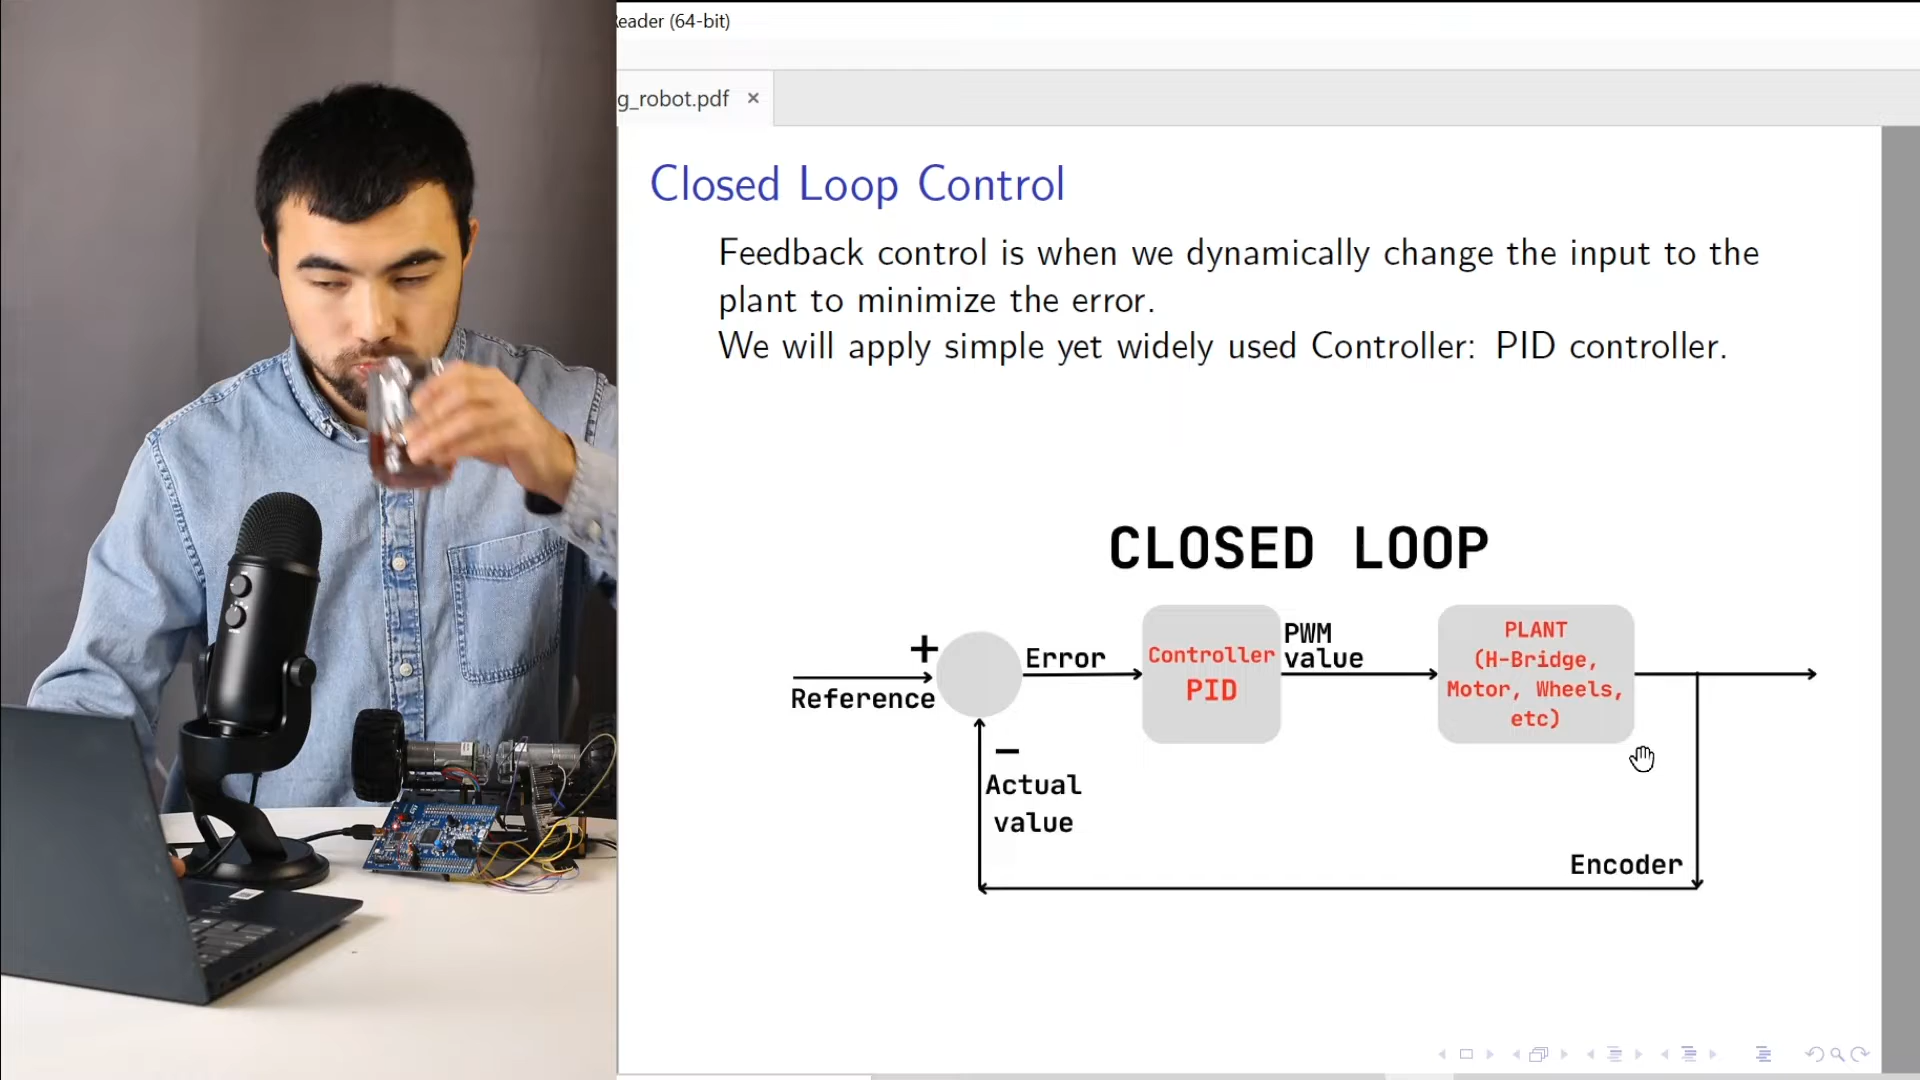 Reader (64-bit)
g_robot.pdf
Closed Loop Control
Feedback control is when we dynamically change the input to the
plant to minimize the error.
We will apply simple yet widely used Controller: PID controller.
CLOSED LOOP
+
Reference
Error
Controller
PID
PWM
value
PLANT
(H-Bridge,
Motor, Wheels,
etc)
−
Actual
value
Encoder